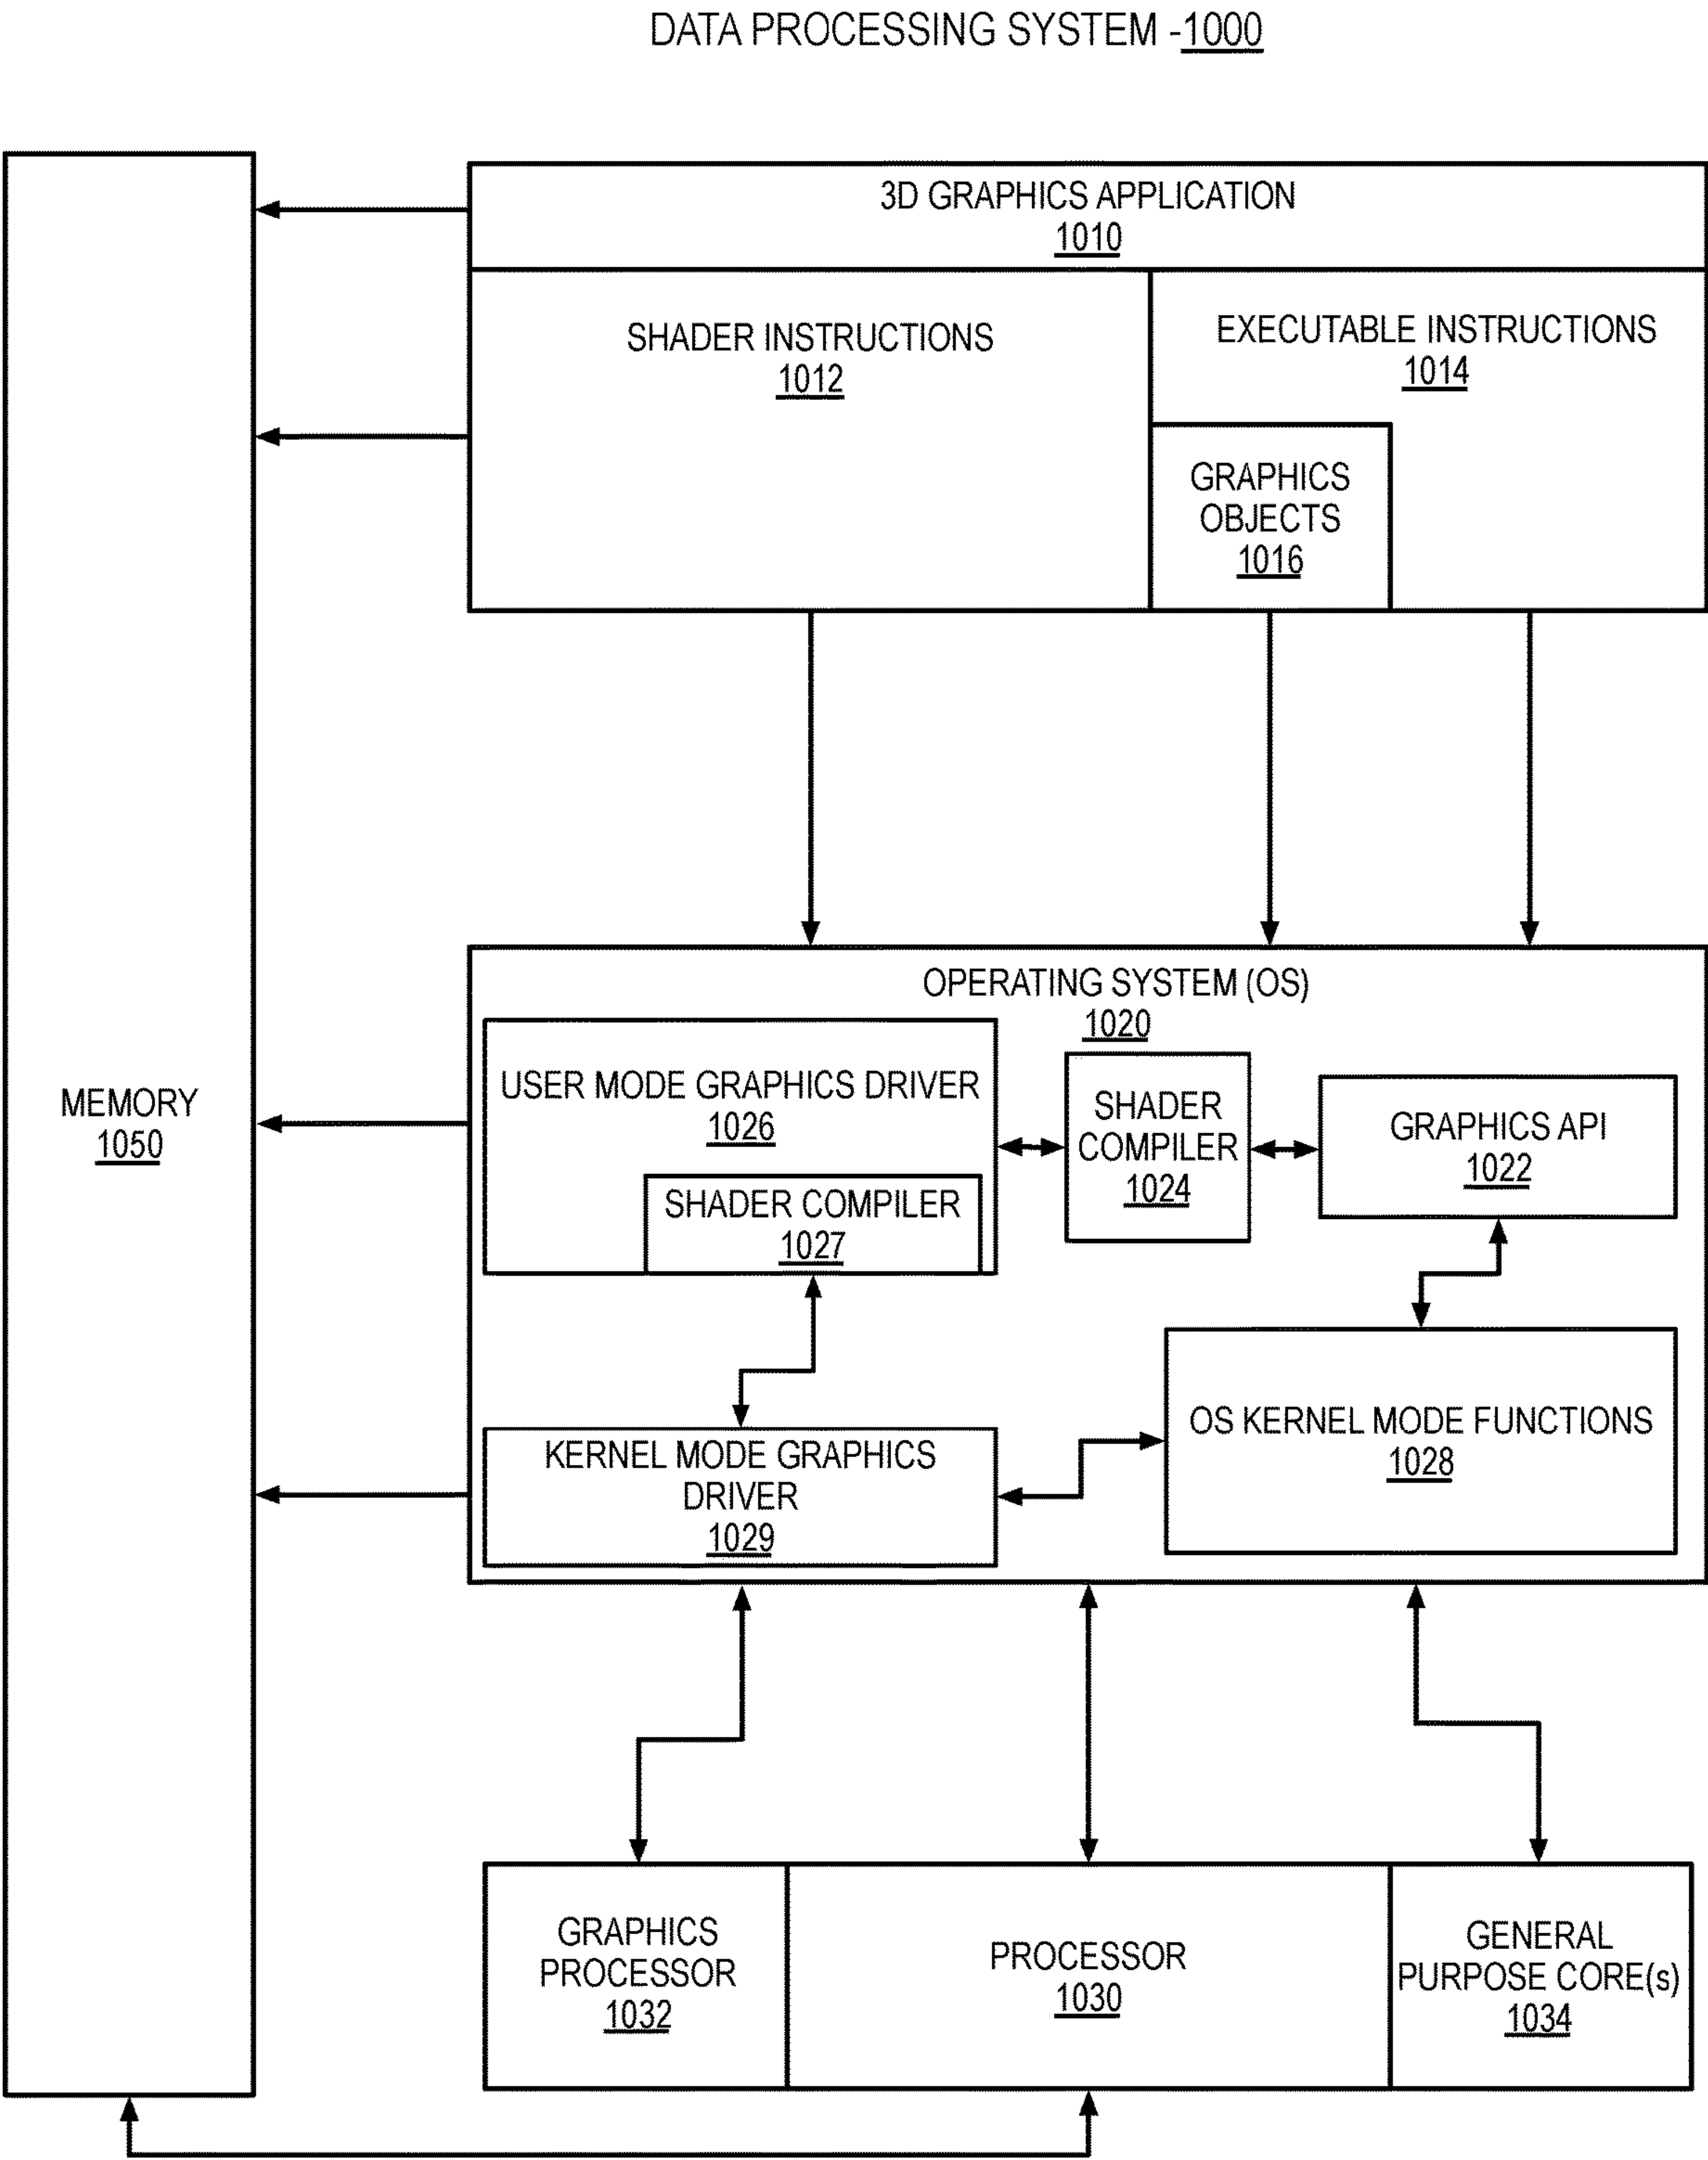 DATA PROCESSING SYSTEM -1000
3D GRAPHICS APPLICATION
1010
SHADER INSTRUCTIONS
1012
EXECUTABLE INSTRUCTIONS
1014
GRAPHICS
OBJECTS
1016
MEMORY
1050
OPERATING SYSTEM (OS)
1020
USER MODE GRAPHICS DRIVER
1026
SHADER COMPILER
1027
SHADER
COMPILER
1024
GRAPHICS API
1022
KERNEL MODE GRAPHICS
DRIVER
1029
OS KERNEL MODE FUNCTIONS
1028
GRAPHICS
PROCESSOR
1032
PROCESSOR
1030
GENERAL
PURPOSE CORE(s)
1034